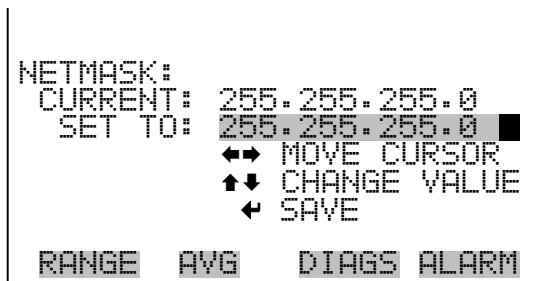 NETMASK:
CURRENT: 255.255.255.0
SET TO: 255.255.255.0
←→ MOVE CURSOR
↑↓ CHANGE VALUE
↵ SAVE
RANGE AVG DIAGS ALARM